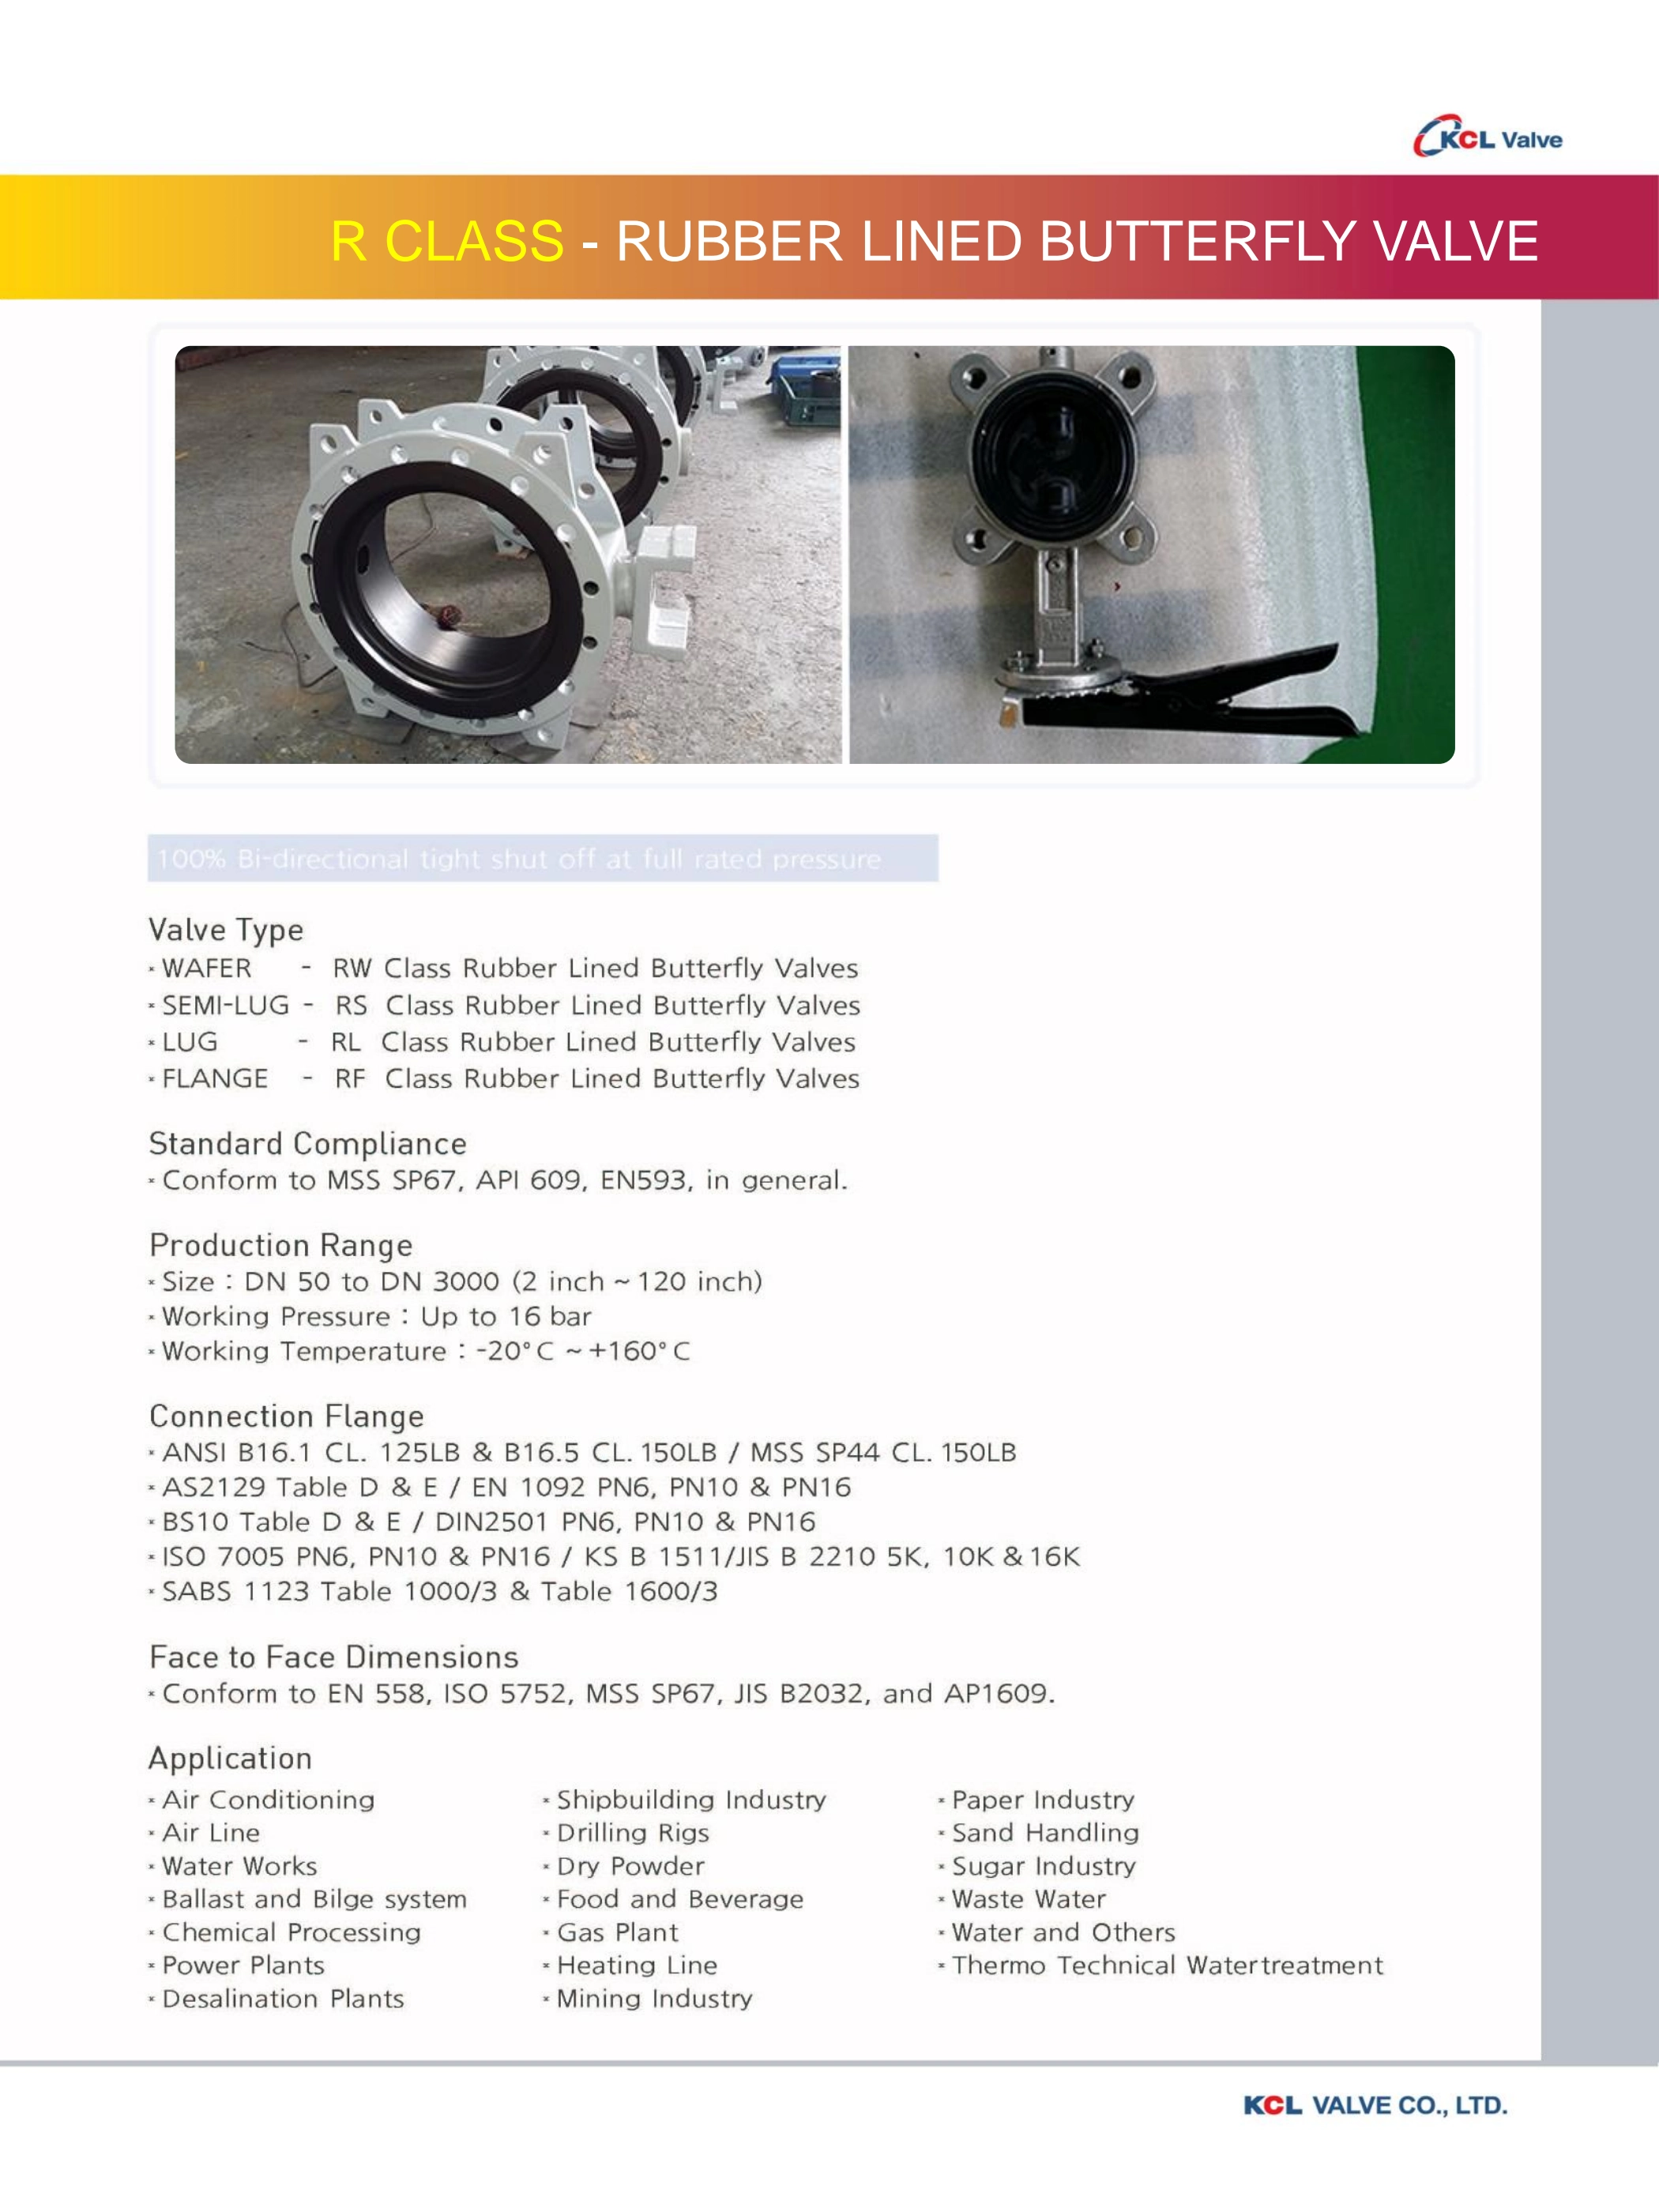 KCL Valve
R CLASS - RUBBER LINED BUTTERFLY VALVE
100% Bi-directional tight shut off at full rated pressure
Valve Type
× WAFER - RW Class Rubber Lined Butterfly Valves
× SEMI-LUG - RS Class Rubber Lined Butterfly Valves
× LUG - RL Class Rubber Lined Butterfly Valves
× FLANGE - RF Class Rubber Lined Butterfly Valves
Standard Compliance
× Conform to MSS SP67, API 609, EN593, in general.
Production Range
× Size : DN 50 to DN 3000 (2 inch ~ 120 inch)
× Working Pressure : Up to 16 bar
× Working Temperature : -20°C ~ +160°C
Connection Flange
× ANSI B16.1 CL. 125LB & B16.5 CL. 150LB / MSS SP44 CL. 150LB
× AS2129 Table D & E / EN 1092 PN6, PN10 & PN16
× BS10 Table D & E / DIN2501 PN6, PN10 & PN16
× ISO 7005 PN6, PN10 & PN16 / KS B 1511/JIS B 2210 5K, 10K & 16K
× SABS 1123 Table 1000/3 & Table 1600/3
Face to Face Dimensions
× Conform to EN 558, ISO 5752, MSS SP67, JIS B2032, and AP1609.
Application
× Air Conditioning
× Air Line
× Water Works
× Ballast and Bilge system
× Chemical Processing
× Power Plants
× Desalination Plants
× Shipbuilding Industry
× Drilling Rigs
× Dry Powder
× Food and Beverage
× Gas Plant
× Heating Line
× Mining Industry
× Paper Industry
× Sand Handling
× Sugar Industry
× Waste Water
× Water and Others
× Thermo Technical Watertreatment
KCL VALVE CO., LTD.